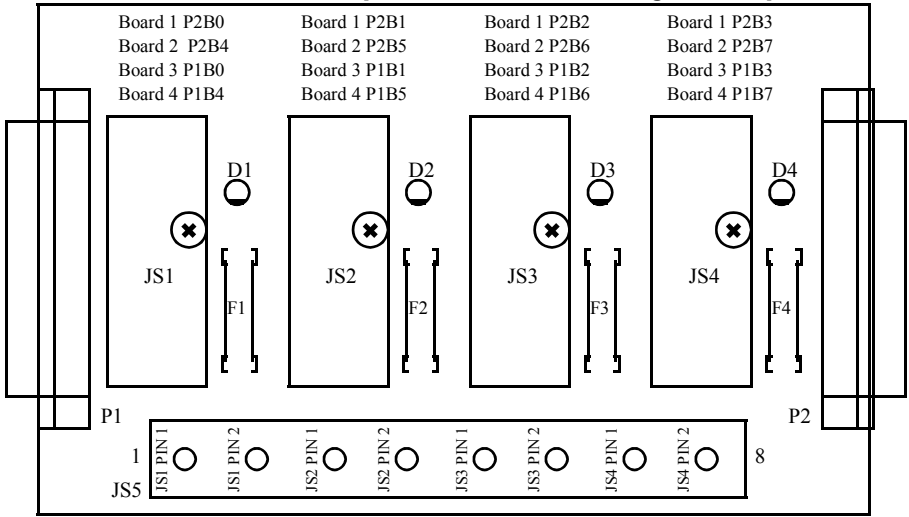 Board 1 P2B0 Board 1 P2B1 Board 1 P2B2 Board 1 P2B3
Board 2 P2B4 Board 2 P2B5 Board 2 P2B6 Board 2 P2B7
Board 3 P1B0 Board 3 P1B1 Board 3 P1B2 Board 3 P1B3
Board 4 P1B4 Board 4 P1B5 Board 4 P1B6 Board 4 P1B7
D1 D2 D3 D4
JS1 JS2 JS3 JS4
F1 F2 F3 F4
P1 P2
1 JS1 PIN 1 JS1 PIN 2 JS2 PIN 1 JS2 PIN 2 JS3 PIN 1 JS3 PIN 2 JS4 PIN 1 JS4 PIN 2 8
JS5